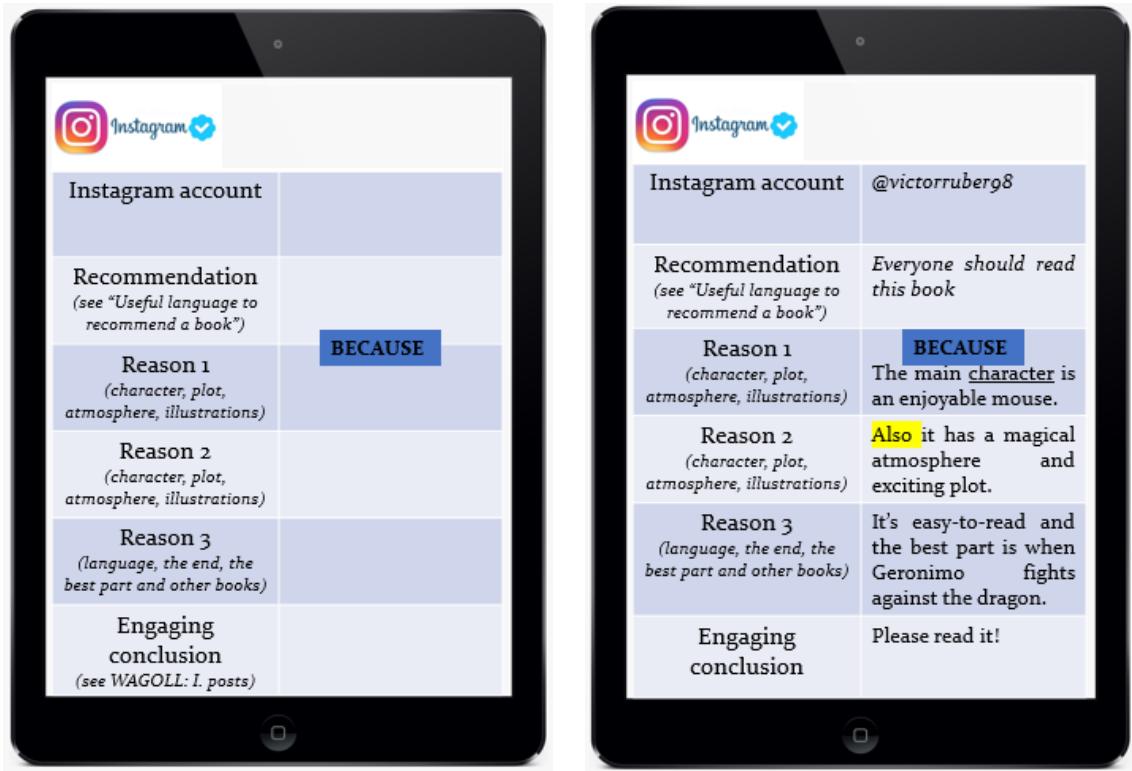 Instagram
Instagram account
Recommendation
(see “Useful language to
recommend a book”)
BECAUSE
Reason 1
(character, plot,
atmosphere, illustrations)
Reason 2
(character, plot,
atmosphere, illustrations)
Reason 3
(language, the end, the
best part and other books)
Engaging
conclusion
(see WAGOLL: I. posts)
Instagram
Instagram account
@victorruber98
Recommendation
(see “Useful language to
recommend a book”)
Everyone should read
this book
Reason 1
(character, plot,
atmosphere, illustrations)
BECAUSE
The main character is
an enjoyable mouse.
Reason 2
(character, plot,
atmosphere, illustrations)
Also it has a magical
atmosphere and
exciting plot.
Reason 3
(language, the end, the
best part and other books)
It’s easy-to-read and
the best part is when
Geronimo fights
against the dragon.
Engaging
conclusion
Please read it!